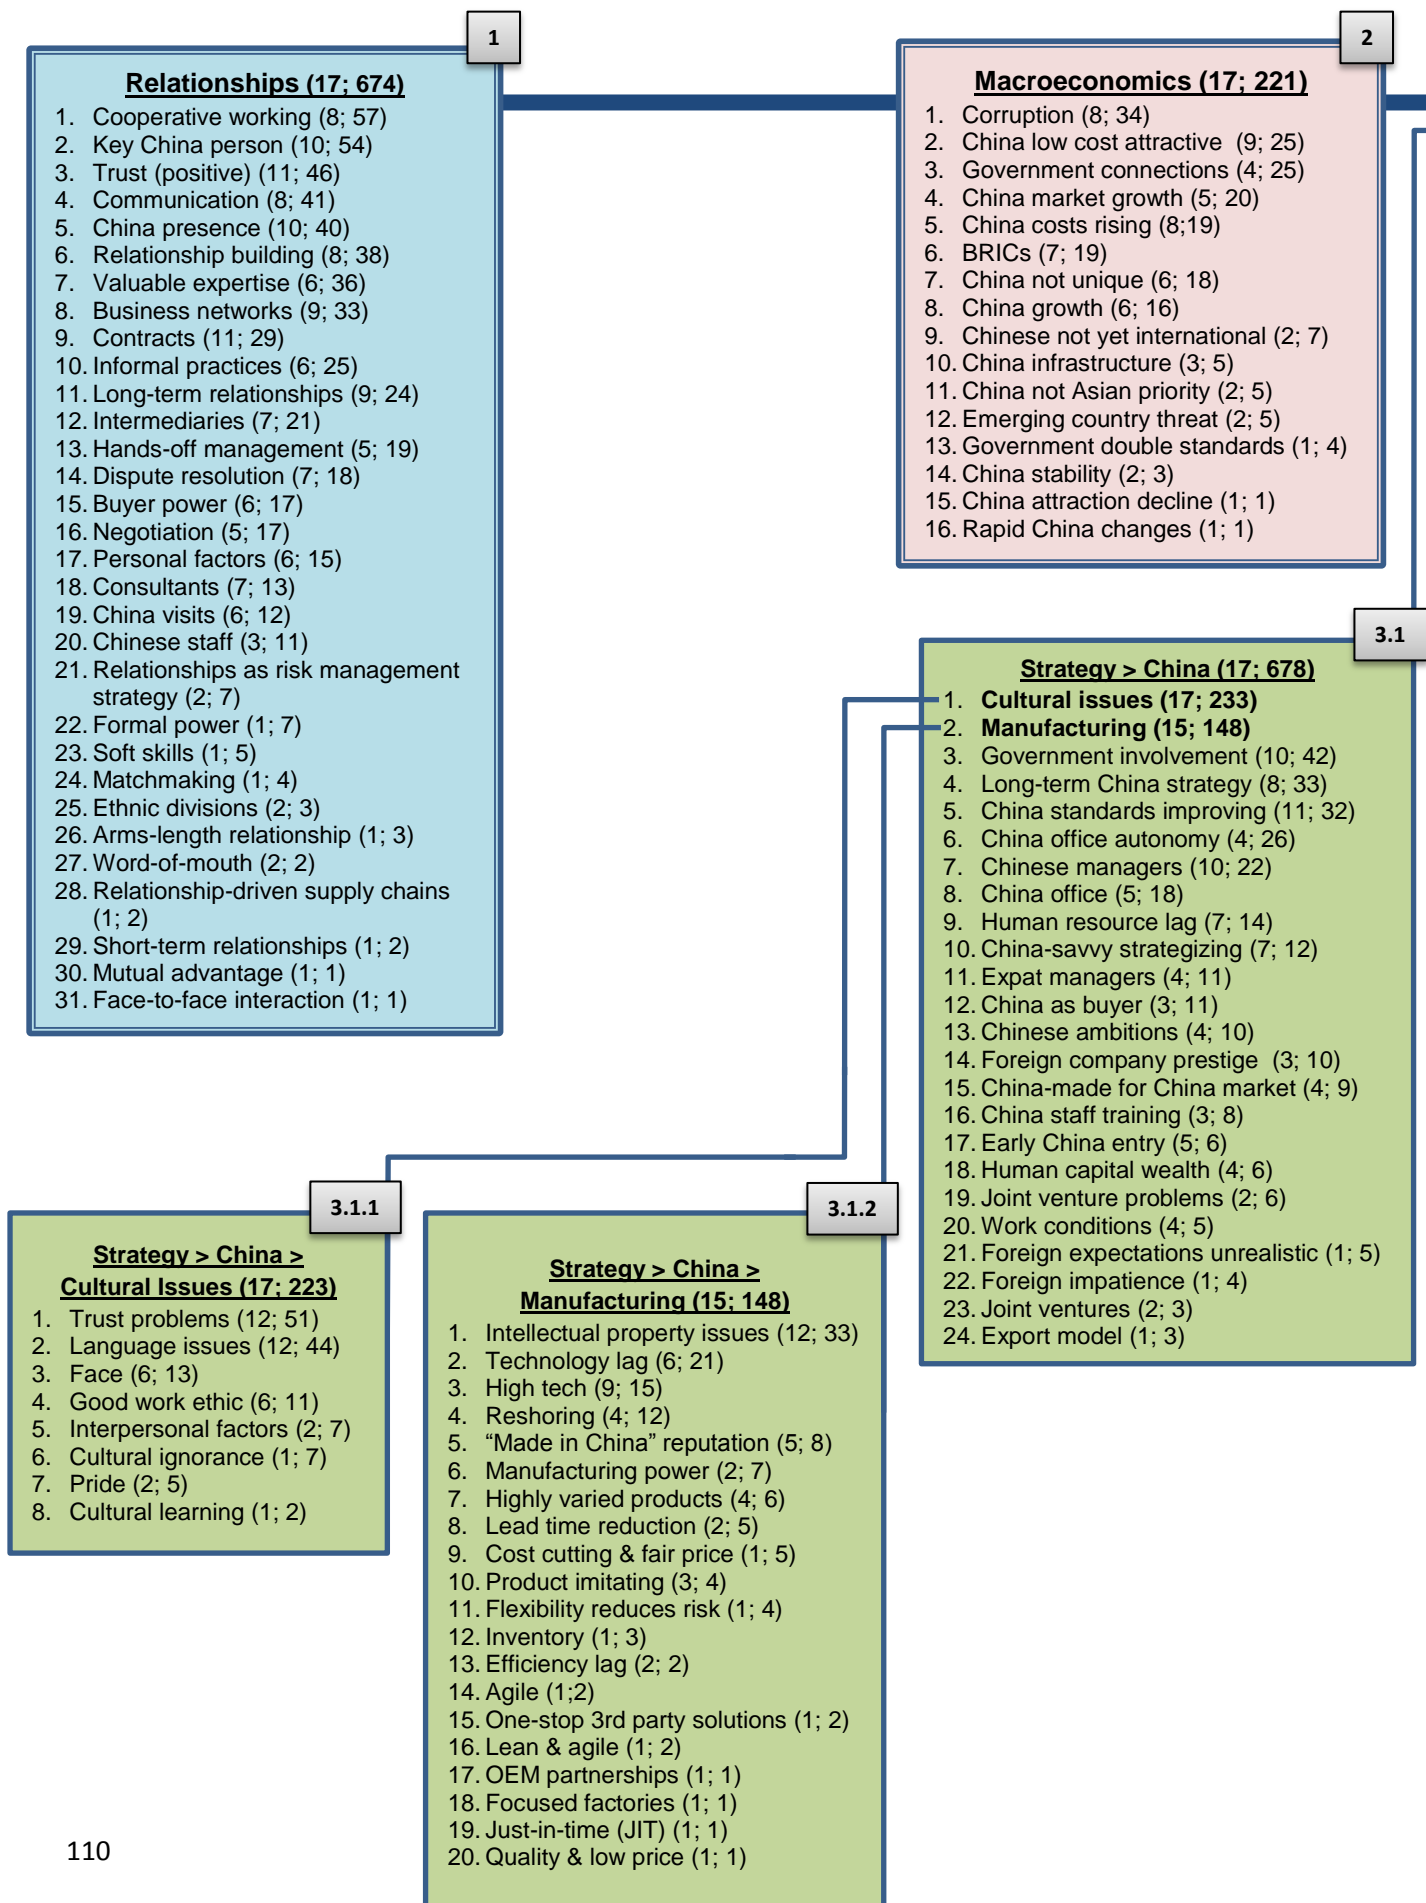 1
Relationships (17; 674)
1. Cooperative working (8; 57)
2. Key China person (10; 54)
3. Trust (positive) (11; 46)
4. Communication (8; 41)
5. China presence (10; 40)
6. Relationship building (8; 38)
7. Valuable expertise (6; 36)
8. Business networks (9; 33)
9. Contracts (11; 29)
10. Informal practices (6; 25)
11. Long-term relationships (9; 24)
12. Intermediaries (7; 21)
13. Hands-off management (5; 19)
14. Dispute resolution (7; 18)
15. Buyer power (6; 17)
16. Negotiation (5; 17)
17. Personal factors (6; 15)
18. Consultants (7; 13)
19. China visits (6; 12)
20. Chinese staff (3; 11)
21. Relationships as risk management
strategy (2; 7)
22. Formal power (1; 7)
23. Soft skills (1; 5)
24. Matchmaking (1; 4)
25. Ethnic divisions (2; 3)
26. Arms-length relationship (1; 3)
27. Word-of-mouth (2; 2)
28. Relationship-driven supply chains
(1; 2)
29. Short-term relationships (1; 2)
30. Mutual advantage (1; 1)
31. Face-to-face interaction (1; 1)
2
Macroeconomics (17; 221)
1. Corruption (8; 34)
2. China low cost attractive (9; 25)
3. Government connections (4; 25)
4. China market growth (5; 20)
5. China costs rising (8;19)
6. BRICs (7; 19)
7. China not unique (6; 18)
8. China growth (6; 16)
9. Chinese not yet international (2; 7)
10. China infrastructure (3; 5)
11. China not Asian priority (2; 5)
12. Emerging country threat (2; 5)
13. Government double standards (1; 4)
14. China stability (2; 3)
15. China attraction decline (1; 1)
16. Rapid China changes (1; 1)
3.1
Strategy > China (17; 678)
1. Cultural issues (17; 233)
2. Manufacturing (15; 148)
3. Government involvement (10; 42)
4. Long-term China strategy (8; 33)
5. China standards improving (11; 32)
6. China office autonomy (4; 26)
7. Chinese managers (10; 22)
8. China office (5; 18)
9. Human resource lag (7; 14)
10. China-savvy strategizing (7; 12)
11. Expat managers (4; 11)
12. China as buyer (3; 11)
13. Chinese ambitions (4; 10)
14. Foreign company prestige (3; 10)
15. China-made for China market (4; 9)
16. China staff training (3; 8)
17. Early China entry (5; 6)
18. Human capital wealth (4; 6)
19. Joint venture problems (2; 6)
20. Work conditions (4; 5)
21. Foreign expectations unrealistic (1; 5)
22. Foreign impatience (1; 4)
23. Joint ventures (2; 3)
24. Export model (1; 3)
3.1.1
Strategy > China >
Cultural Issues (17; 223)
1. Trust problems (12; 51)
2. Language issues (12; 44)
3. Face (6; 13)
4. Good work ethic (6; 11)
5. Interpersonal factors (2; 7)
6. Cultural ignorance (1; 7)
7. Pride (2; 5)
8. Cultural learning (1; 2)
3.1.2
Strategy > China >
Manufacturing (15; 148)
1. Intellectual property issues (12; 33)
2. Technology lag (6; 21)
3. High tech (9; 15)
4. Reshoring (4; 12)
5. “Made in China” reputation (5; 8)
6. Manufacturing power (2; 7)
7. Highly varied products (4; 6)
8. Lead time reduction (2; 5)
9. Cost cutting & fair price (1; 5)
10. Product imitating (3; 4)
11. Flexibility reduces risk (1; 4)
12. Inventory (1; 3)
13. Efficiency lag (2; 2)
14. Agile (1;2)
15. One-stop 3rd party solutions (1; 2)
16. Lean & agile (1; 2)
17. OEM partnerships (1; 1)
18. Focused factories (1; 1)
19. Just-in-time (JIT) (1; 1)
20. Quality & low price (1; 1)
110